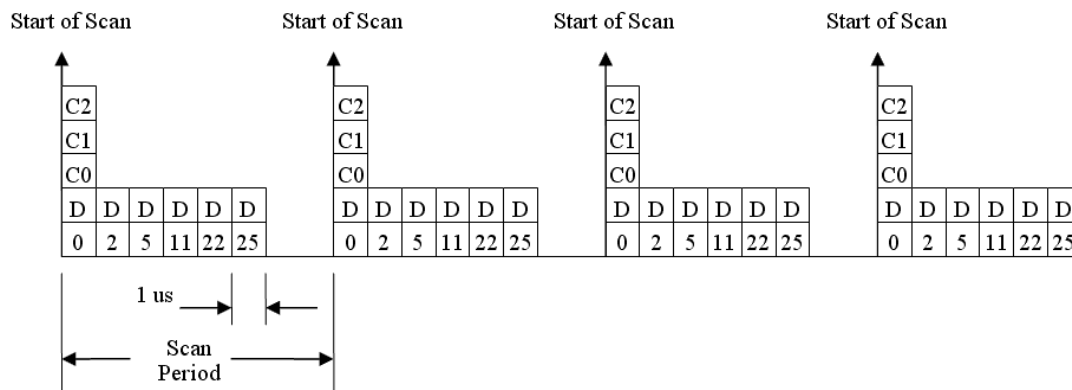 Start of Scan Start of Scan Start of Scan Start of Scan
C2 C2 C2 C2
C1 C1 C1 C1
C0 C0 C0 C0
D D D D D D D D D D D D D D D D D D D D D D D D
0 2 5 11 22 25 0 2 5 11 22 25 0 2 5 11 22 25 0 2 5 11 22 25
1 us
Scan
Period